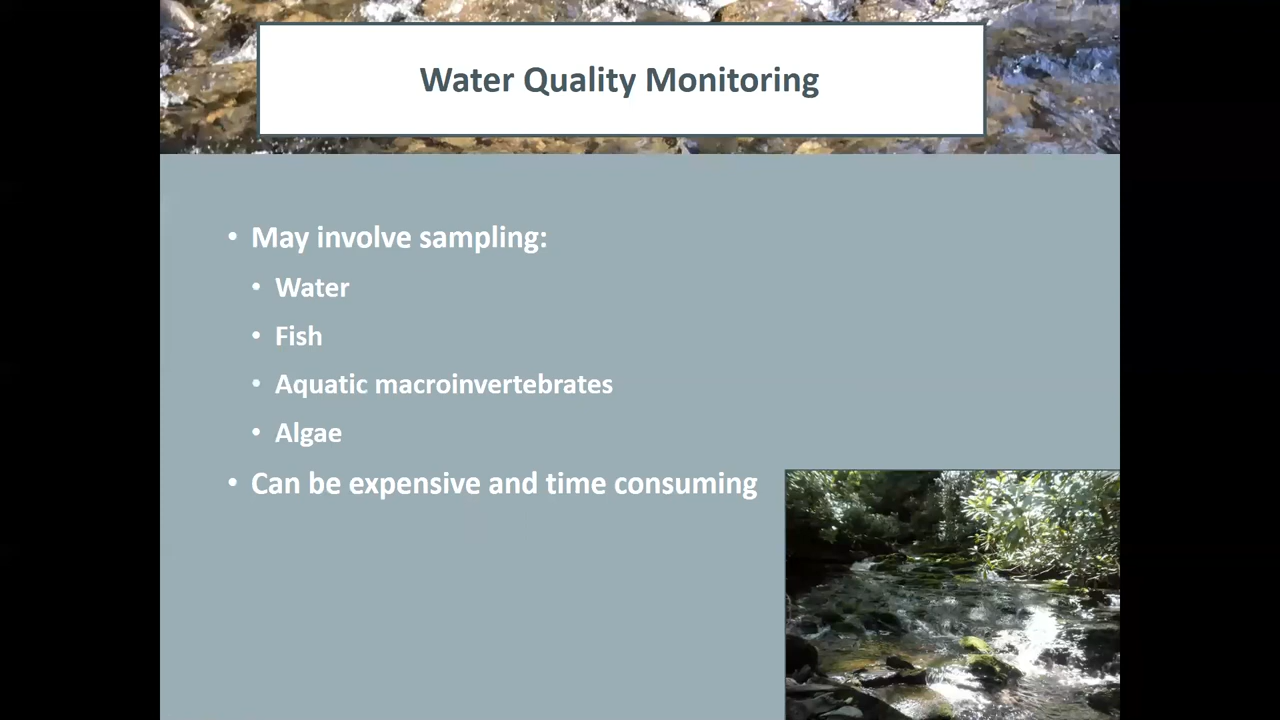 Water Quality Monitoring
• May involve sampling:
• Water
• Fish
• Aquatic macroinvertebrates
• Algae
• Can be expensive and time consuming